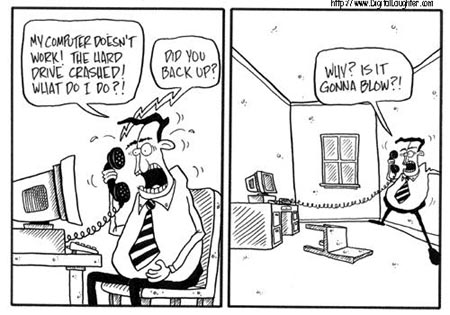 http://www.DigitalLaughter.com
MY COMPUTER DOESN'T
WORK! THE HARD
DRIVE CRASHED!
WHAT DO I DO?!
DID YOU
BACK UP?
WHY? IS IT
GONNA BLOW?!